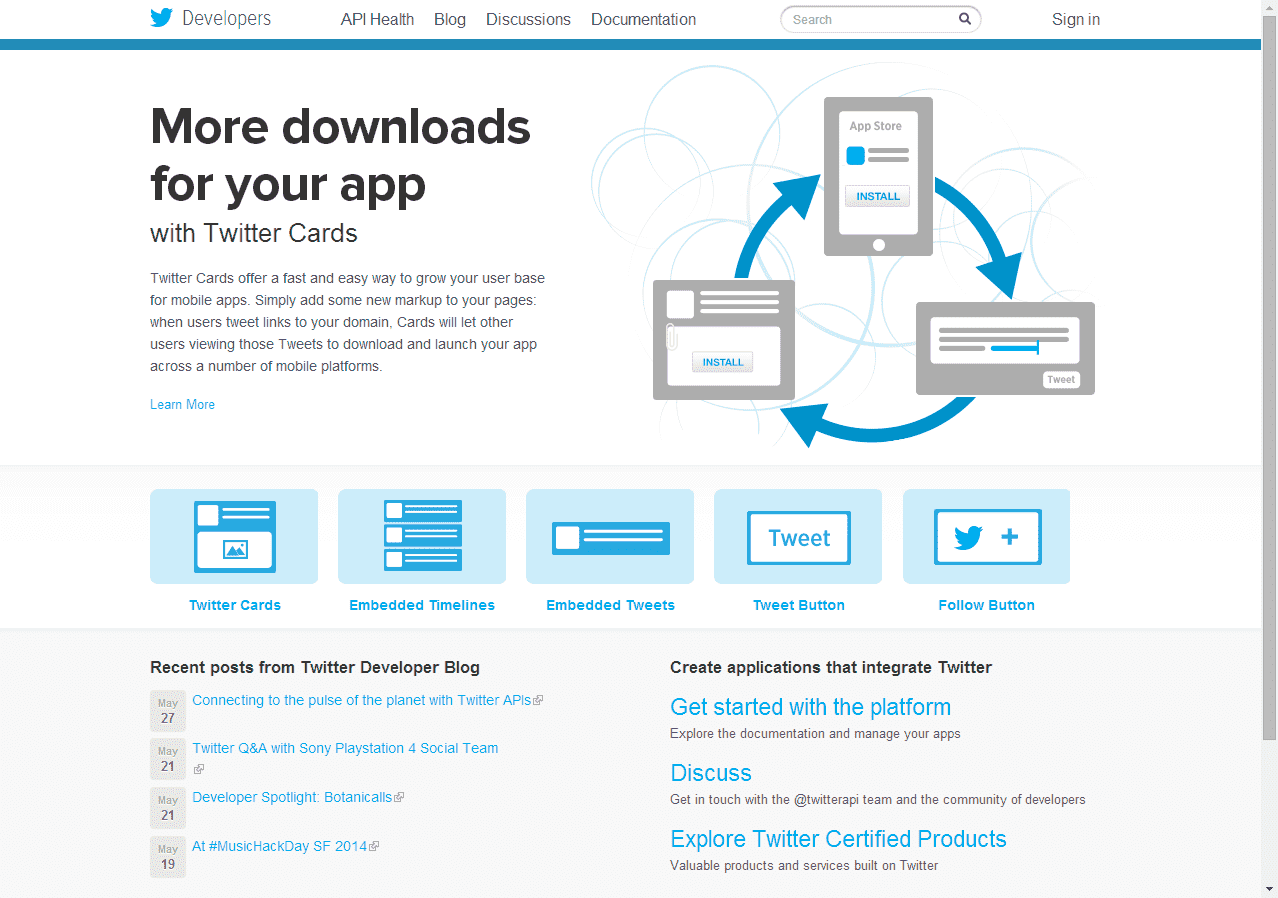 Developers
API Health Blog Discussions Documentation
Search
Sign in
More downloads
for your app
with Twitter Cards
Twitter Cards offer a fast and easy way to grow your user base
for mobile apps. Simply add some new markup to your pages:
when users tweet links to your domain, Cards will let other
users viewing those Tweets to download and launch your app
across a number of mobile platforms.
Learn More
App Store
INSTALL
INSTALL
Tweet
Tweet
Twitter Cards
Embedded Timelines
Embedded Tweets
Tweet Button
Follow Button
Recent posts from Twitter Developer Blog
May
27
Connecting to the pulse of the planet with Twitter APIs
May
21
Twitter Q&A with Sony Playstation 4 Social Team
May
21
Developer Spotlight: Botanicalls
May
19
At #MusicHackDay SF 2014
Create applications that integrate Twitter
Get started with the platform
Explore the documentation and manage your apps
Discuss
Get in touch with the @twitterapi team and the community of developers
Explore Twitter Certified Products
Valuable products and services built on Twitter